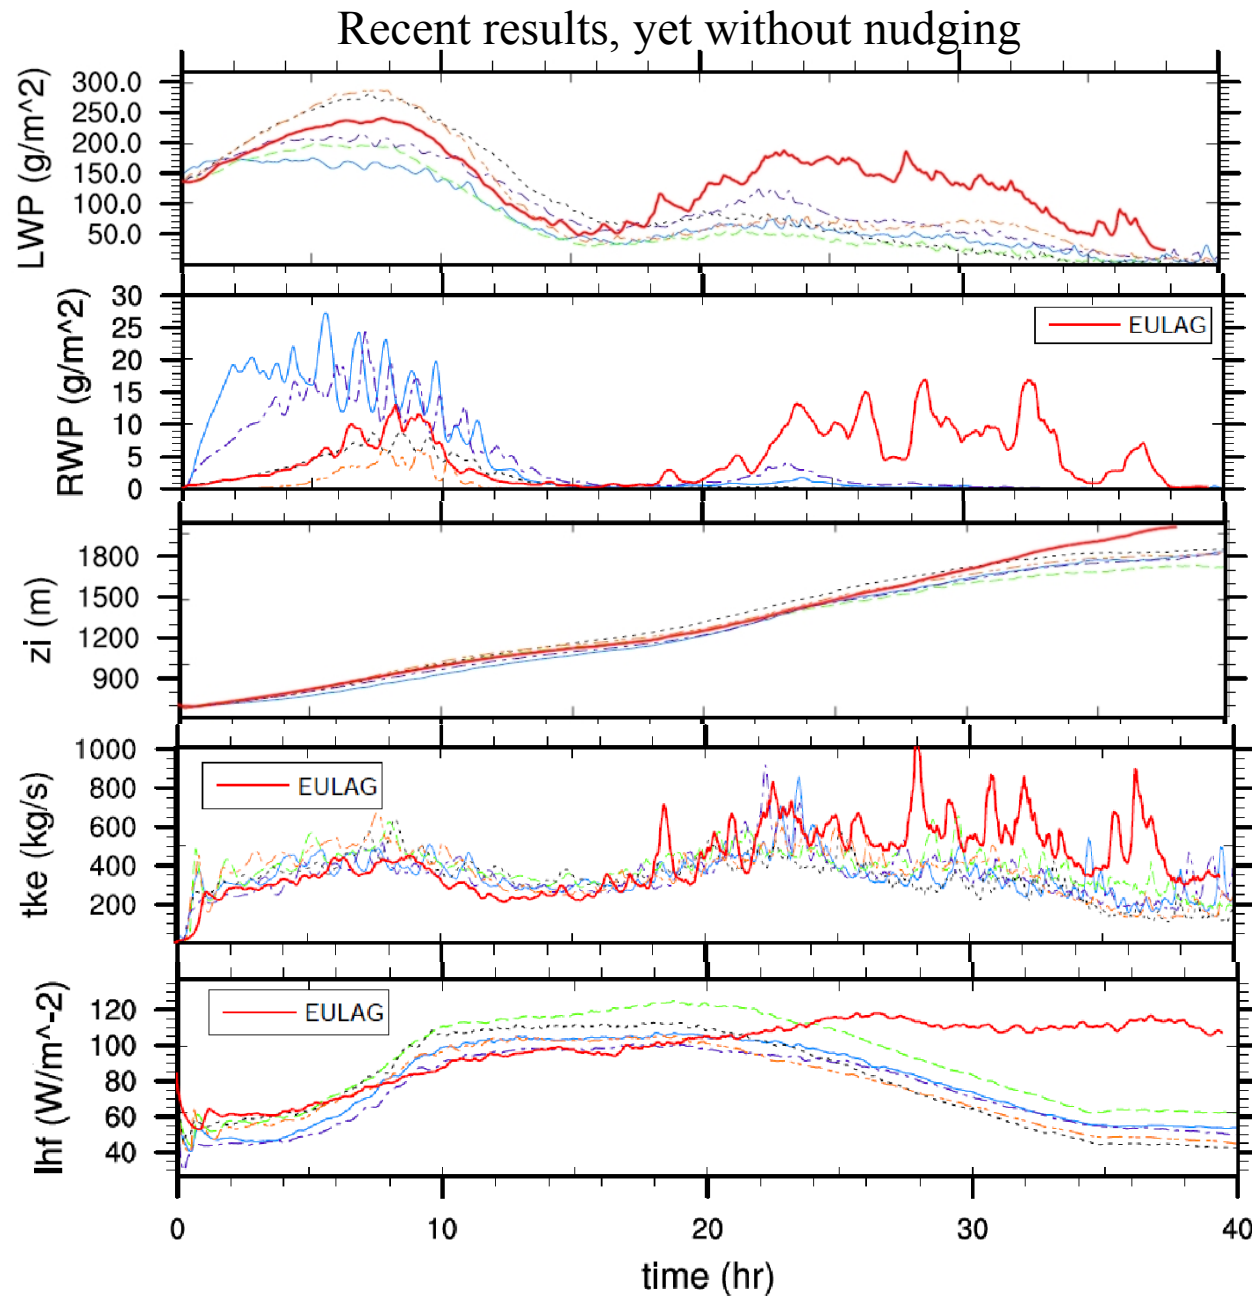 Recent results, yet without nudging
LWP (g/m^2)
300.0
250.0
200.0
150.0
100.0
50.0
RWP (g/m^2)
30
25
20
15
10
5
0
EULAG
zi (m)
1800
1500
1200
900
tke (kg/s)
1000
800
600
400
200
EULAG
lhf (W/m^-2)
120
100
80
60
40
EULAG
0 10 20 30 40
time (hr)